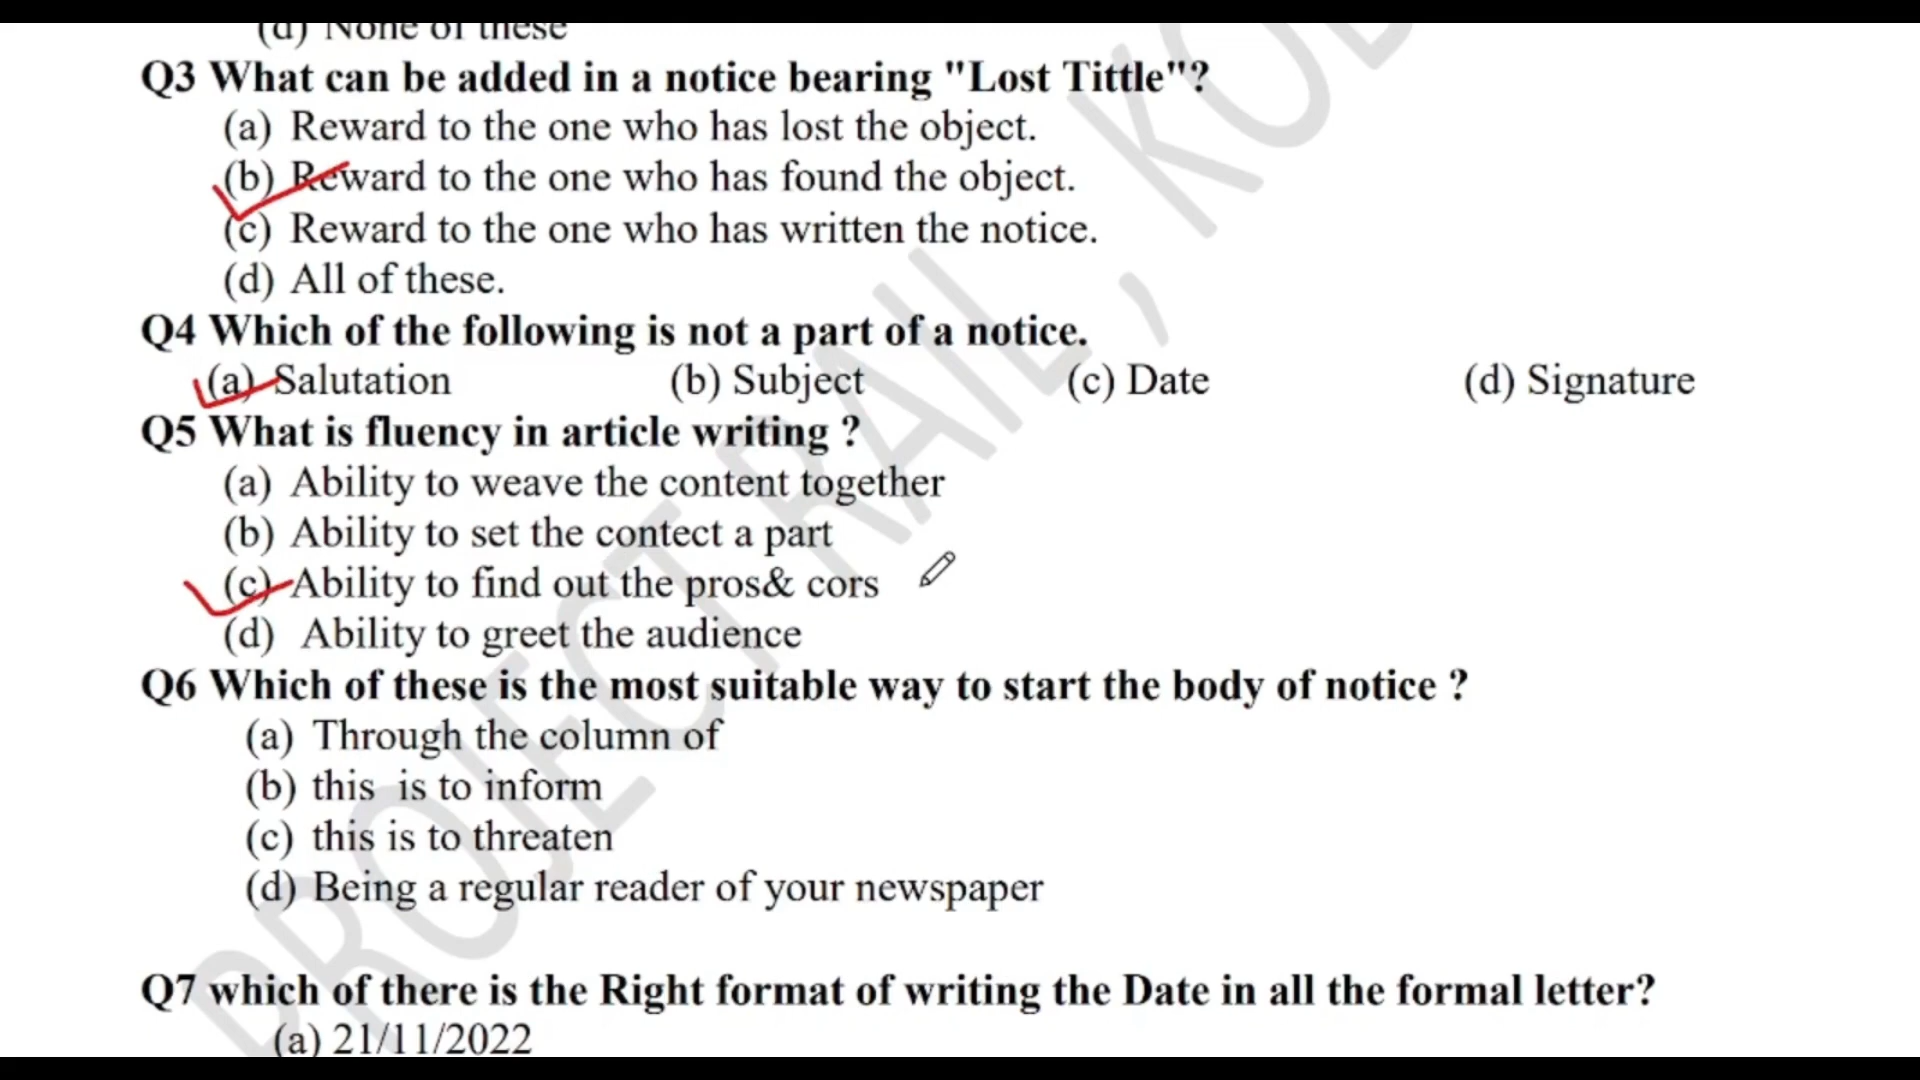 (d) None of these
Q3 What can be added in a notice bearing "Lost Tittle"?
(a) Reward to the one who has lost the object.
(b) Reward to the one who has found the object.
(c) Reward to the one who has written the notice.
(d) All of these.
Q4 Which of the following is not a part of a notice.
(a) Salutation (b) Subject (c) Date (d) Signature
Q5 What is fluency in article writing ?
(a) Ability to weave the content together
(b) Ability to set the contect a part
(c) Ability to find out the pros& cors
(d) Ability to greet the audience
Q6 Which of these is the most suitable way to start the body of notice ?
(a) Through the column of
(b) this is to inform
(c) this is to threaten
(d) Being a regular reader of your newspaper
Q7 which of there is the Right format of writing the Date in all the formal letter?
(a) 21/11/2022
PROJECT RAIL ,